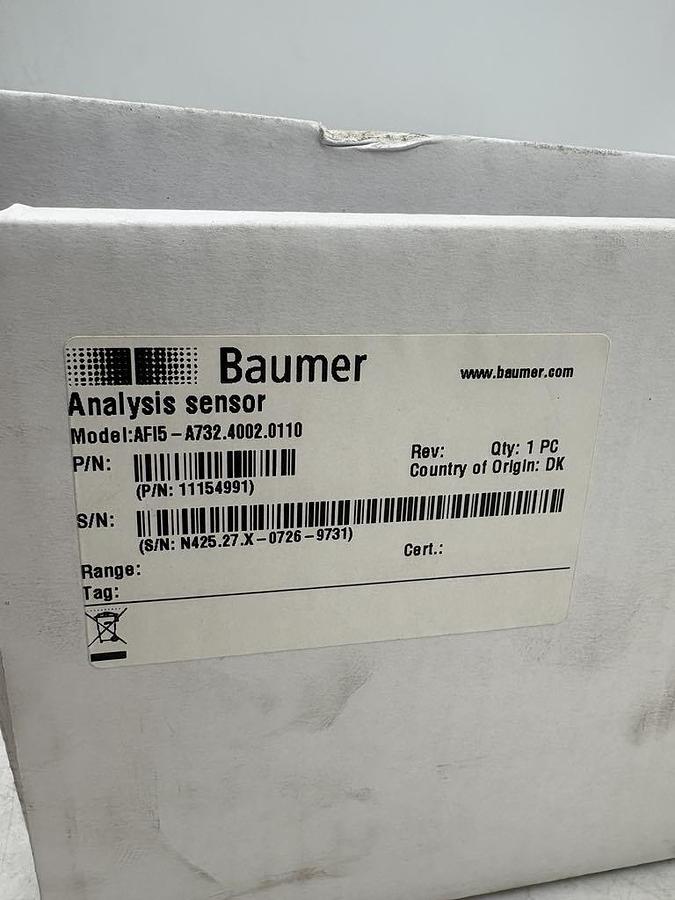 Baumer
www.baumer.com
Analysis sensor
Model:AFI5-A732.4002.0110
Rev: Qty: 1 PC
P/N: Country of Origin: DK
(P/N: 11154991)
S/N:
(S/N: N425.27.X-0726-9731)
Cert.:
Range:
Tag: